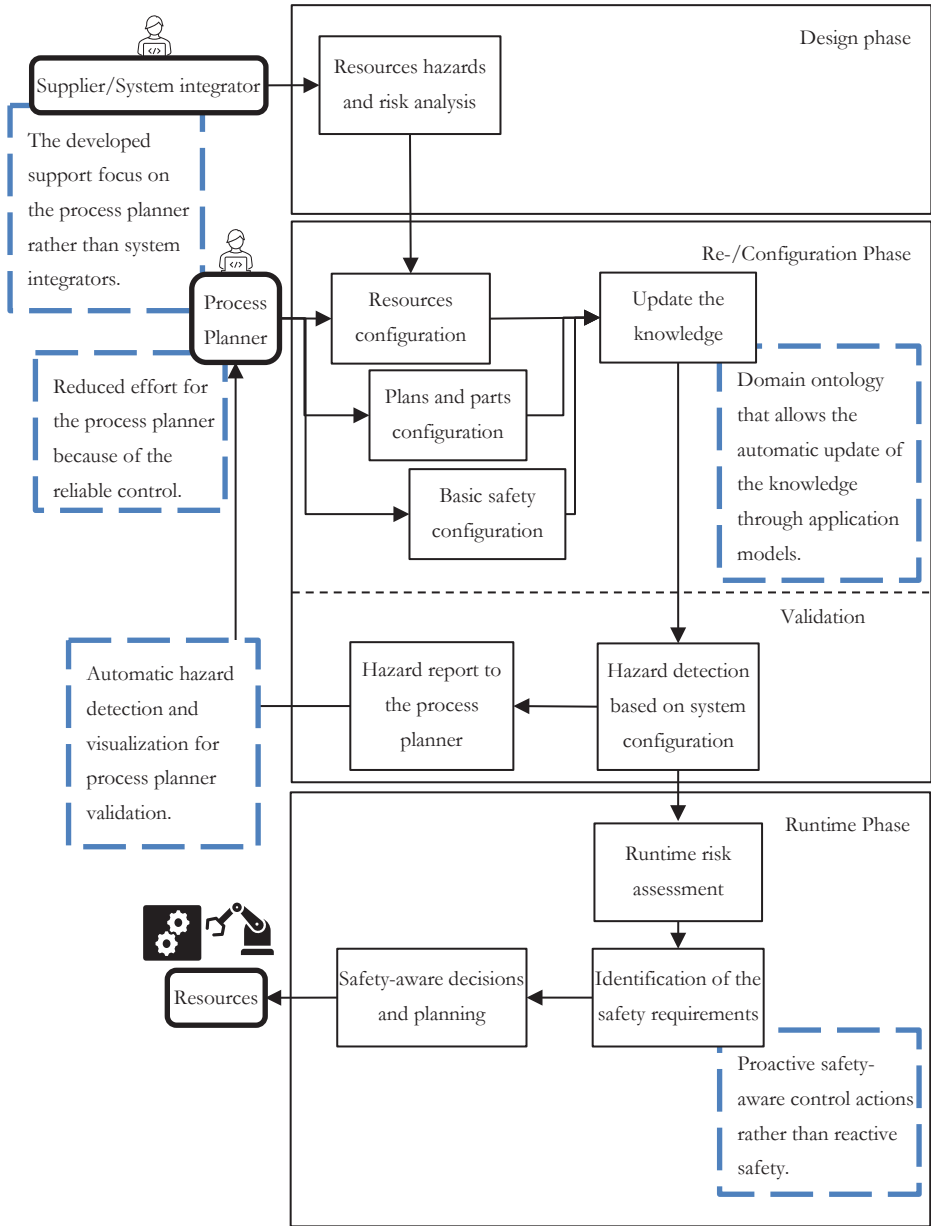 Design phase
Supplier/System integrator
Resources hazards
and risk analysis
The developed
support focus on
the process planner
rather than system
integrators.
Re-/Configuration Phase
Process
Planner
Resources
configuration
Update the
knowledge
Reduced effort for
the process planner
because of the
reliable control.
Plans and parts
configuration
Basic safety
configuration
Domain ontology
that allows the
automatic update of
the knowledge
through application
models.
Validation
Automatic hazard
detection and
visualization for
process planner
validation.
Hazard report to
the process
planner
Hazard detection
based on system
configuration
Runtime Phase
Runtime risk
assessment
Resources
Safety-aware decisions
and planning
Identification of the
safety requirements
Proactive safety-
aware control actions
rather than reactive
safety.